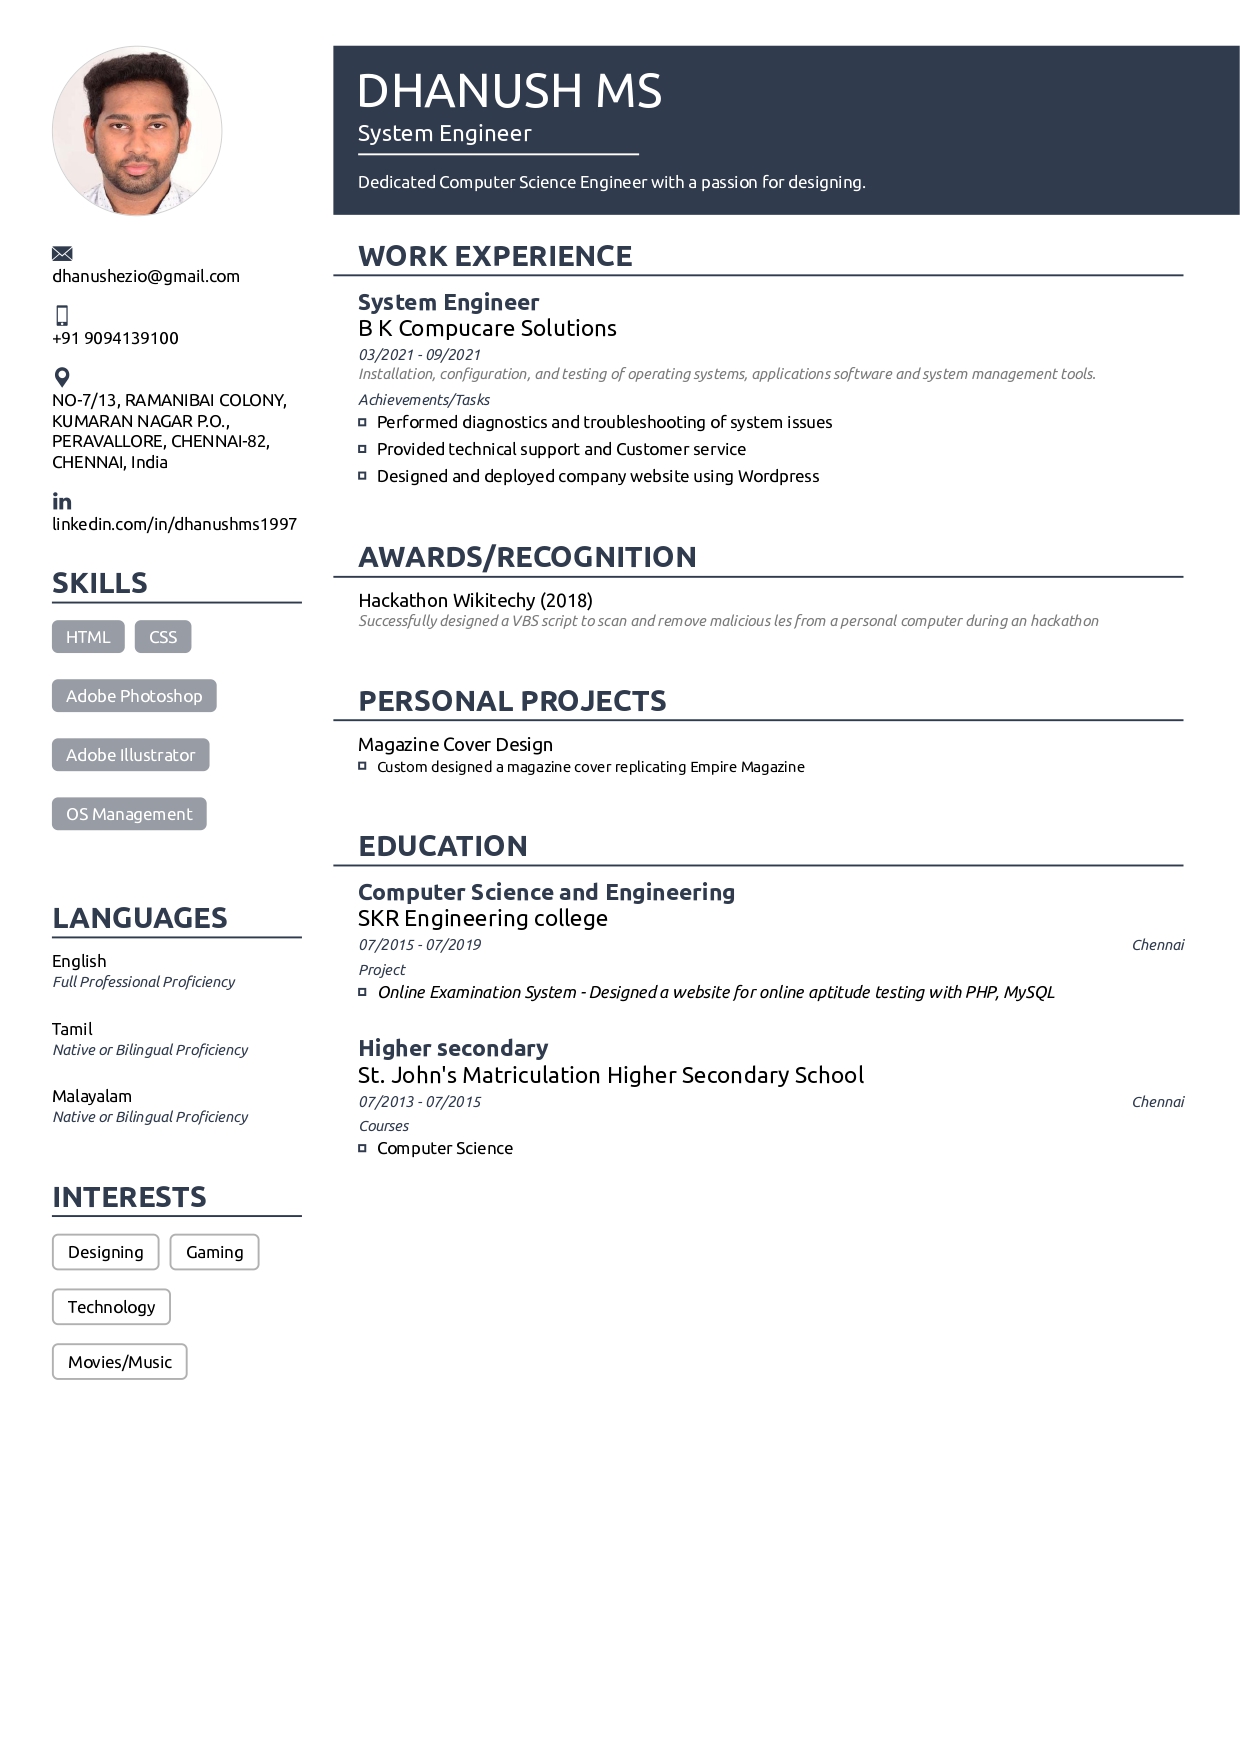 DHANUSH MS
System Engineer
Dedicated Computer Science Engineer with a passion for designing.
dhanushezio@gmail.com
+91 9094139100
NO-7/13, RAMANIBAI COLONY,
KUMARAN NAGAR P.O.,
PERAVALLORE, CHENNAI-82,
CHENNAI, India
linkedin.com/in/dhanushms1997
SKILLS
HTML CSS
Adobe Photoshop
Adobe Illustrator
OS Management
LANGUAGES
English
Full Professional Proficiency
Tamil
Native or Bilingual Proficiency
Malayalam
Native or Bilingual Proficiency
INTERESTS
Designing Gaming
Technology
Movies/Music
WORK EXPERIENCE
System Engineer
B K Compucare Solutions
03/2021 - 09/2021
Installation, configuration, and testing of operating systems, applications software and system management tools.
Achievements/Tasks
Performed diagnostics and troubleshooting of system issues
Provided technical support and Customer service
Designed and deployed company website using Wordpress
AWARDS/RECOGNITION
Hackathon Wikitechy (2018)
Successfully designed a VBS script to scan and remove malicious les from a personal computer during an hackathon
PERSONAL PROJECTS
Magazine Cover Design
Custom designed a magazine cover replicating Empire Magazine
EDUCATION
Computer Science and Engineering
SKR Engineering college
07/2015 - 07/2019 Chennai
Project
Online Examination System - Designed a website for online aptitude testing with PHP, MySQL
Higher secondary
St. John's Matriculation Higher Secondary School
07/2013 - 07/2015 Chennai
Courses
Computer Science